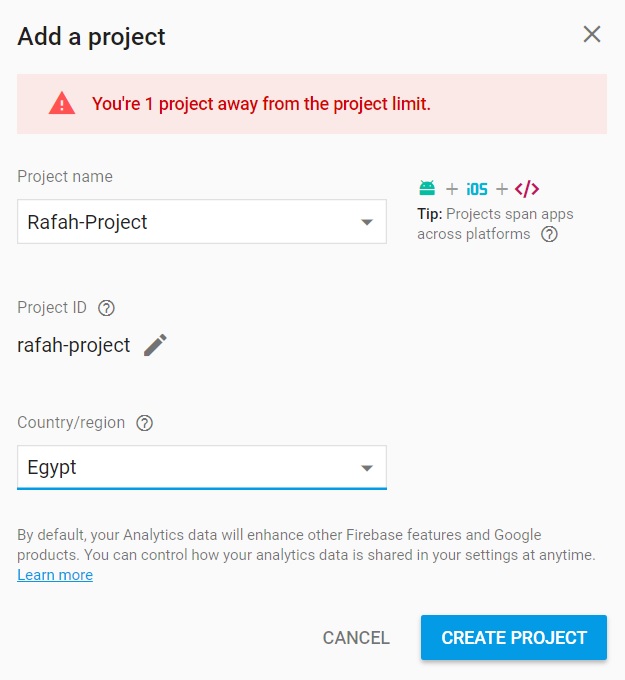 Add a project
You're 1 project away from the project limit.
Project name
Rafah-Project
+ iOS + </>
Tip: Projects span apps
across platforms ?
Project ID ?
rafah-project
Country/region ?
Egypt
By default, your Analytics data will enhance other Firebase features and Google
products. You can control how your analytics data is shared in your settings at anytime.
Learn more
CANCEL CREATE PROJECT